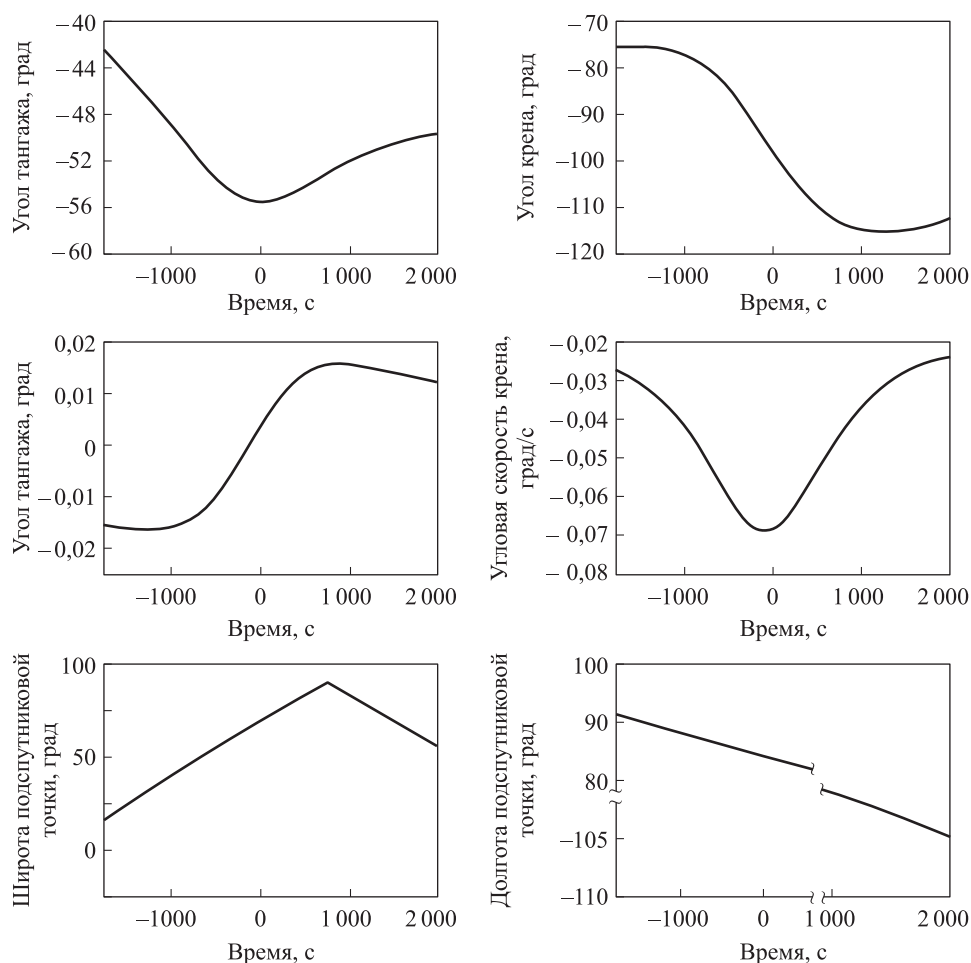 Угол тангажа, град
−40
−44
−48
−52
−56
−60
−1000 0 1 000 2 000
Время, с
Угол крена, град
−70
−80
−90
−100
−110
−120
−1000 0 1 000 2 000
Время, с
Угол тангажа, град
0,02
0,01
0
−0,01
−0,02
−1000 0 1 000 2 000
Время, с
Угловая скорость крена,
град/с
−0,02
−0,03
−0,04
−0,05
−0,06
−0,07
−0,08
−1000 0 1 000 2 000
Время, с
Широта подспутниковой
точки, град
100
50
0
−1000 0 1 000 2 000
Время, с
Долгота подспутниковой
точки, град
100
90
80
−105
−110
−1000 0 1 000 2 000
Время, с